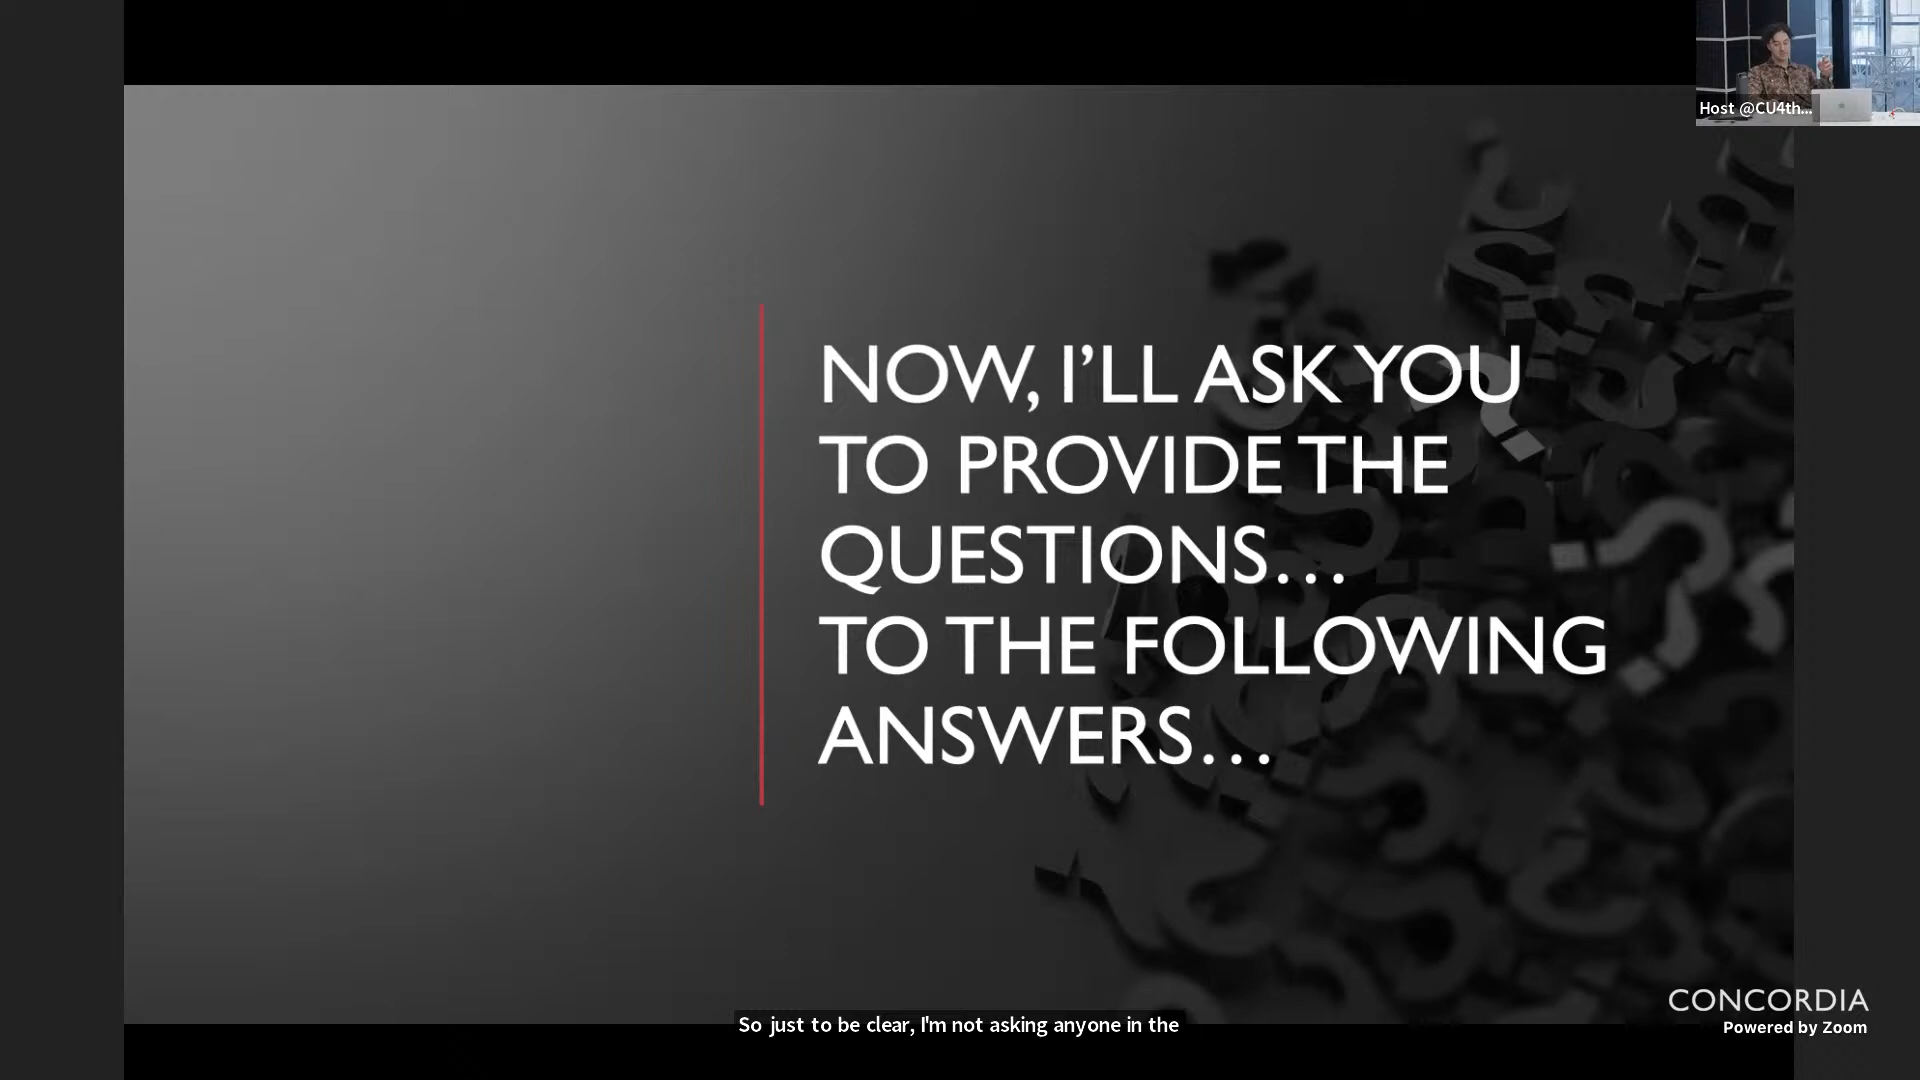 Host @CU4th...
NOW, I'LL ASK YOU
TO PROVIDE THE
QUESTIONS...
TO THE FOLLOWING
ANSWERS...
So just to be clear, I'm not asking anyone in the
CONCORDIA
Powered by Zoom